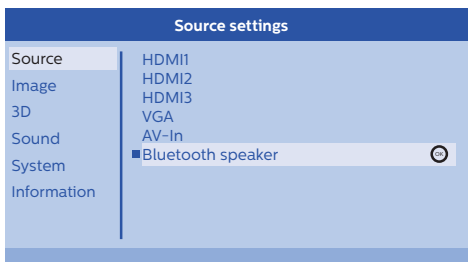 Source settings
Source
Image
3D
Sound
System
Information
HDMI1
HDMI2
HDMI3
VGA
AV-In
Bluetooth speaker
OK